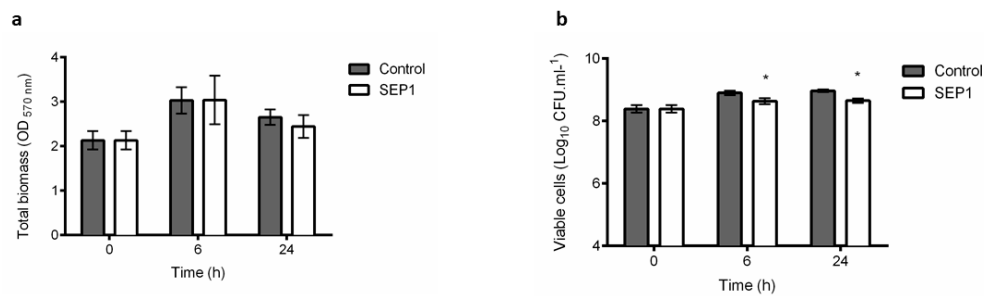 a
4
3
2
1
0
Total biomass (OD 570 nm)
0 6 24
Time (h)
Control
SEP1
b
10
8
6
4
Viable cells (Log10 CFU.ml-1)
* *
0 6 24
Time (h)
Control
SEP1